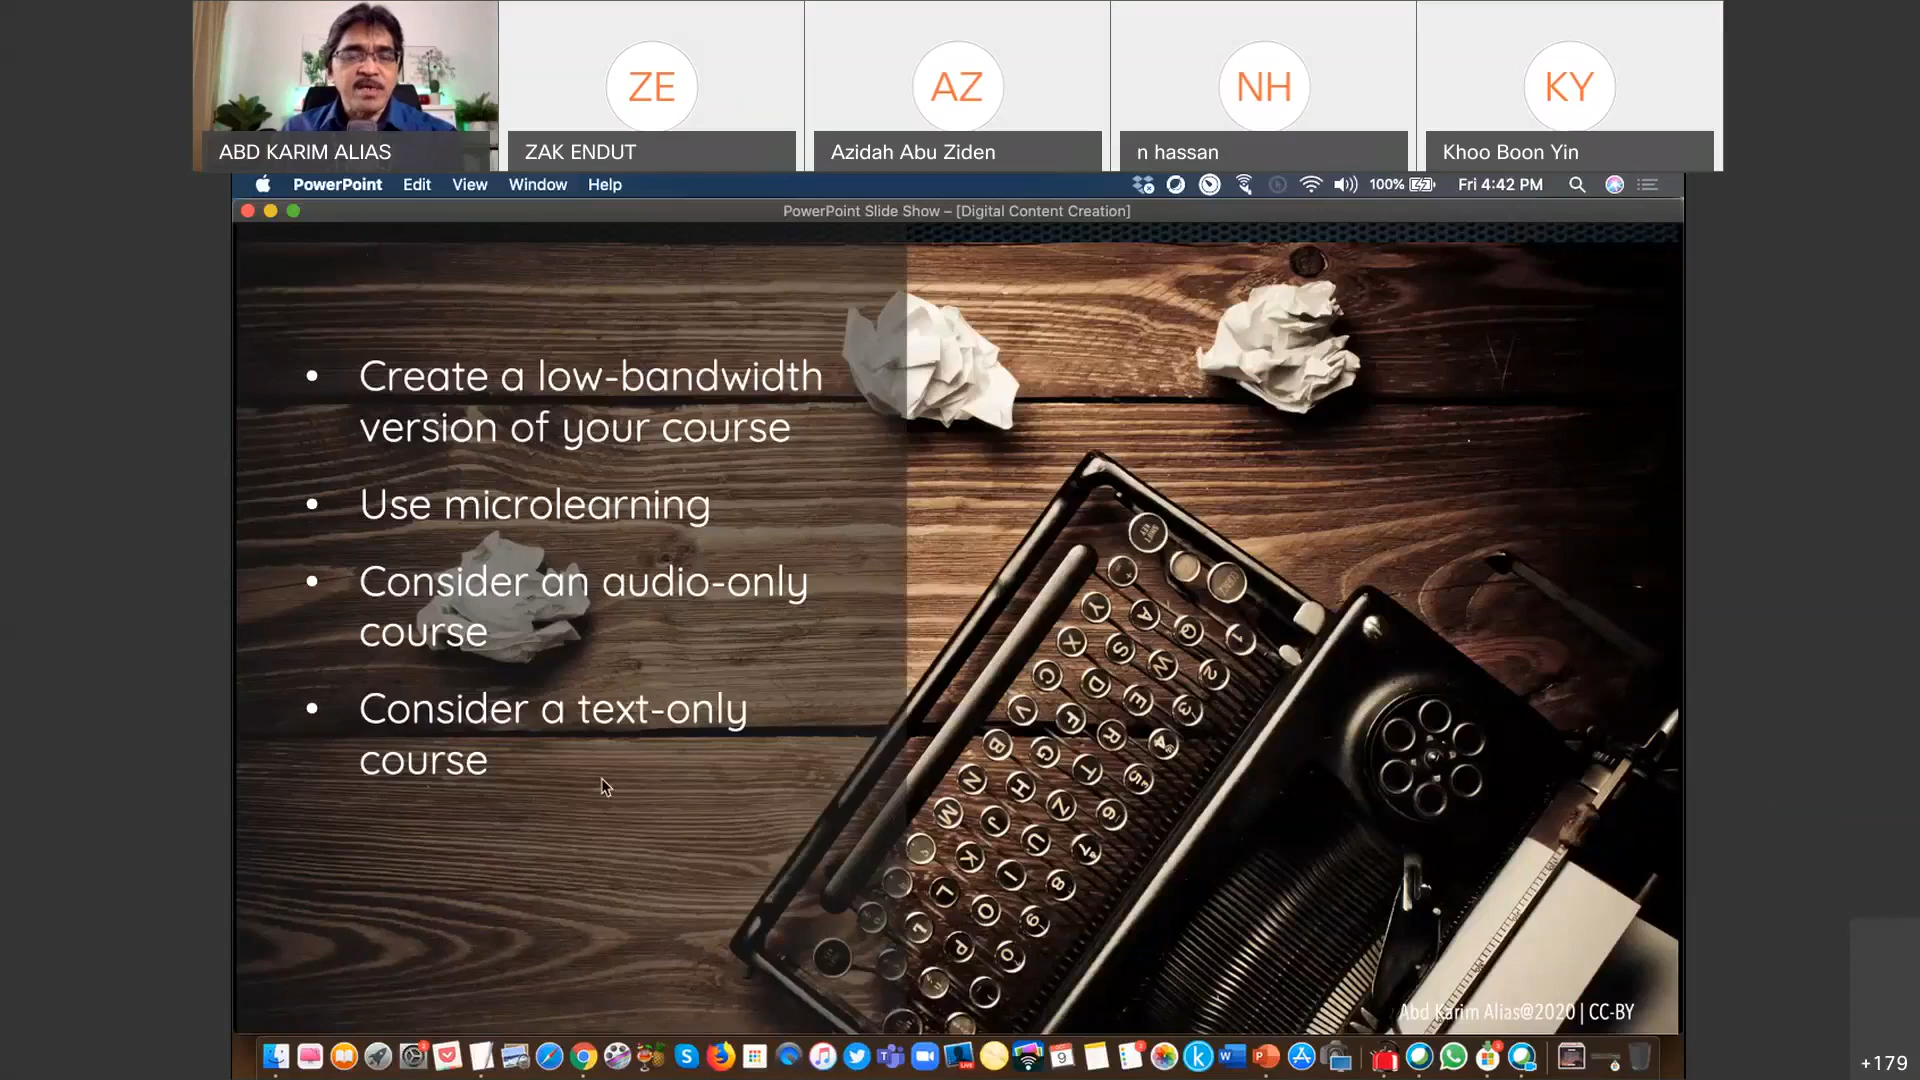 ZE
AZ
NH
KY
ABD KARIM ALIAS
ZAK ENDUT
Azidah Abu Ziden
n hassan
Khoo Boon Yin
PowerPoint Edit View Window Help
100%
Fri 4:42 PM
PowerPoint Slide Show – [Digital Content Creation]
• Create a low-bandwidth
version of your course
• Use microlearning
• Consider an audio-only
course
• Consider a text-only
course
Abd Karim Alias@2020 | CC-BY
+179